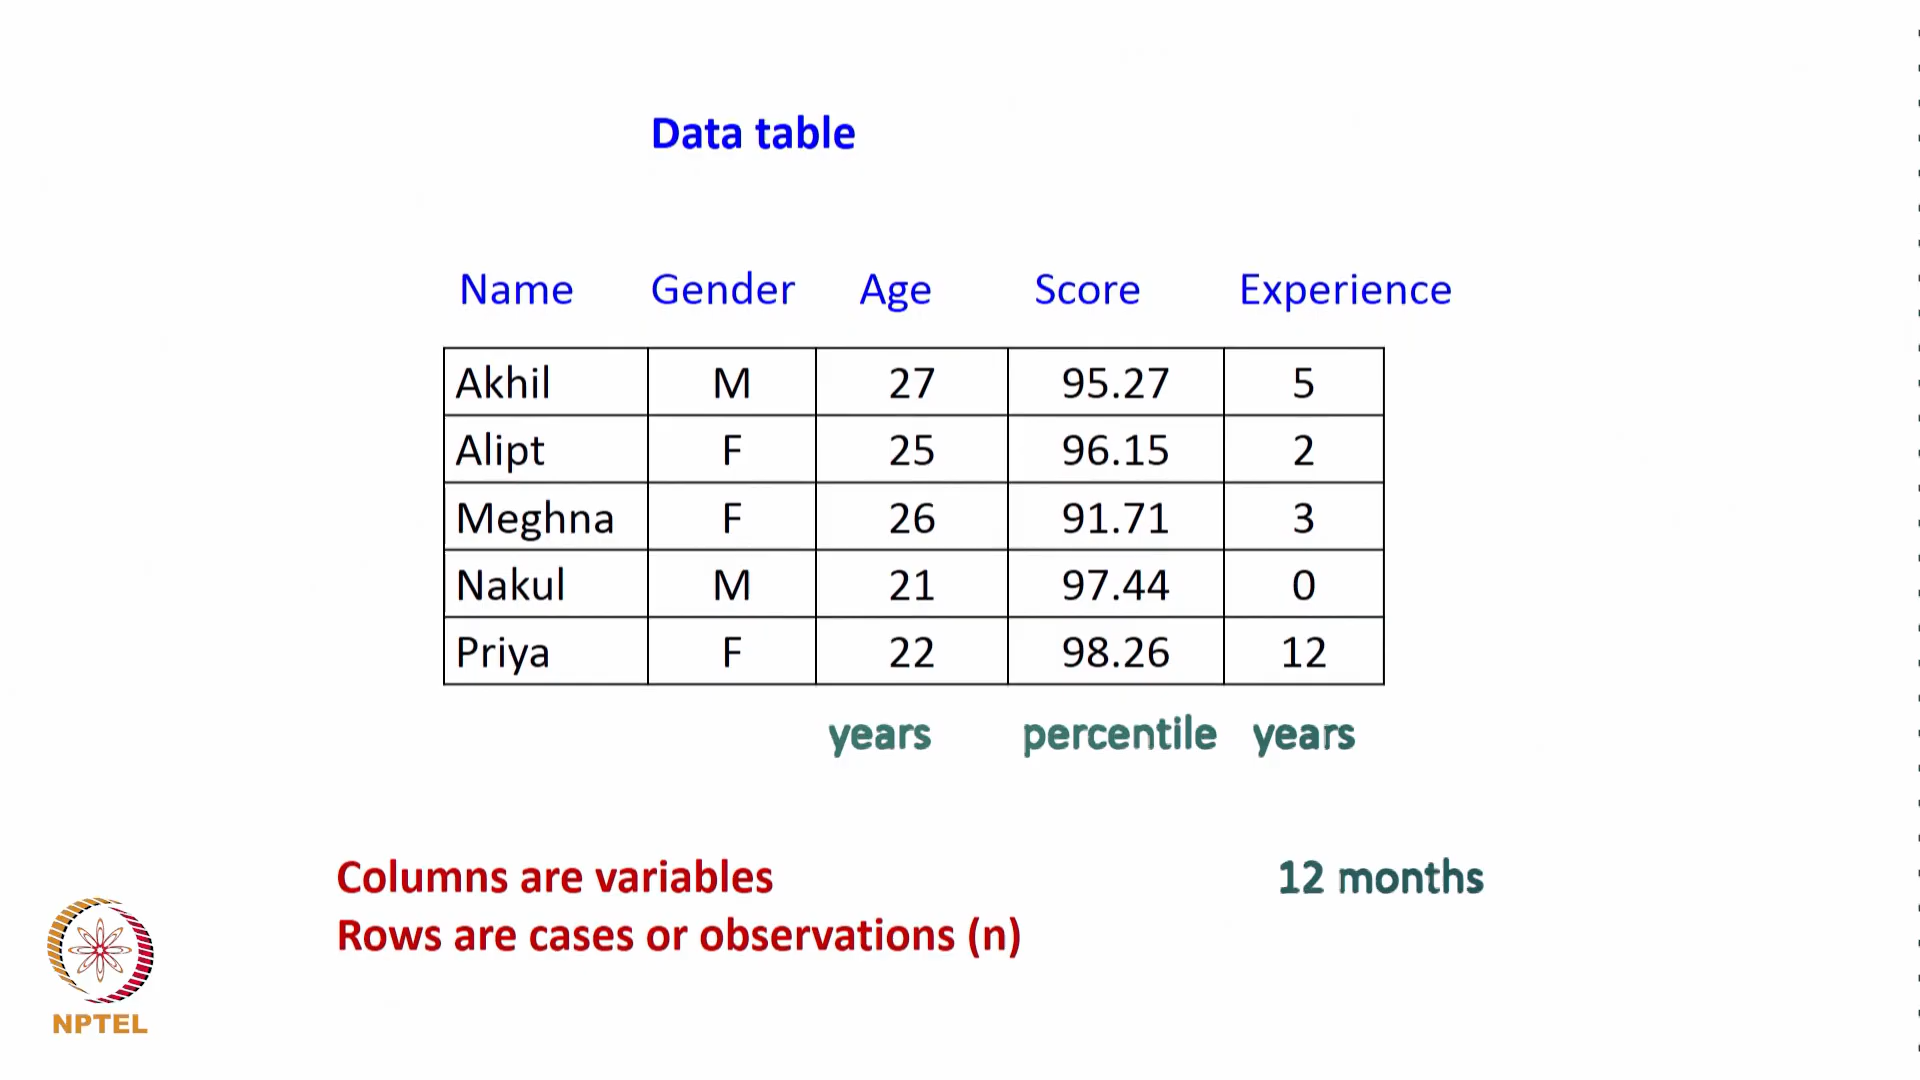 Data table
Name Gender Age Score Experience
Akhil M 27 95.27 5
Alipt F 25 96.15 2
Meghna F 26 91.71 3
Nakul M 21 97.44 0
Priya F 22 98.26 12
years percentile years
Columns are variables 12 months
Rows are cases or observations (n)
NPTEL